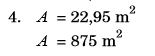 4. A = 22,95 m²
A = 875 m²